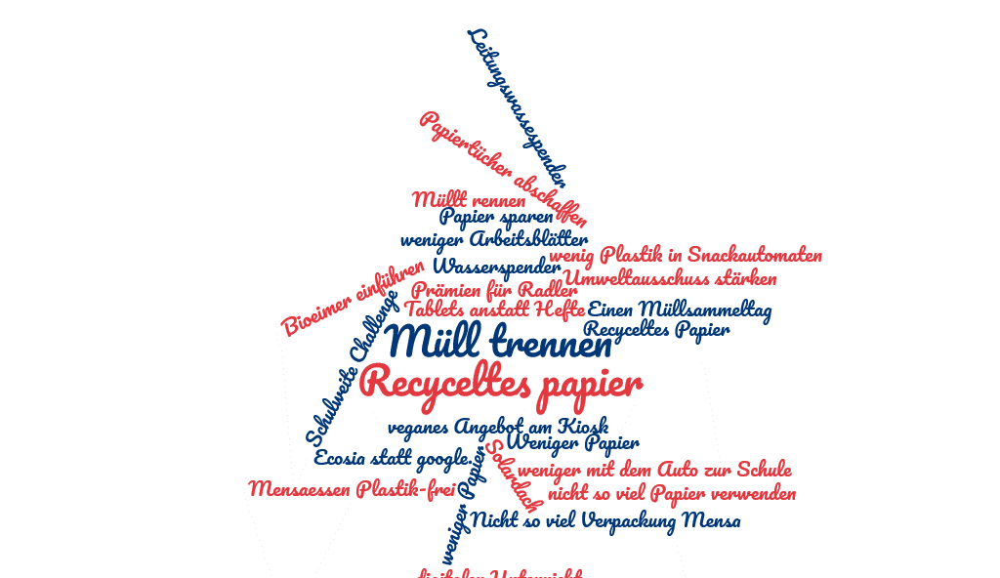 Leitungswassespender
Papiertücher abschaffen
Müllt rennen
Papier sparen
weniger Arbeitsblätter
wenig Plastik in Snackautomaten
Wasserspender
Umweltausschuss stärken
Bioeimer einführen
Prämien für Radler
Tablets anstatt Hefte
Einen Müllsammeltag
Recyceltes Papier
Schulweite Challenge
Müll trennen
Recyceltes papier
veganes Angebot am Kiosk
Weniger Papier
Ecosia statt google.
Solardach
weniger mit dem Auto zur Schule
Mensaessen Plastik-frei
weniger Papier
nicht so viel Papier verwenden
Nicht so viel Verpackung Mensa
digitaler Unterricht